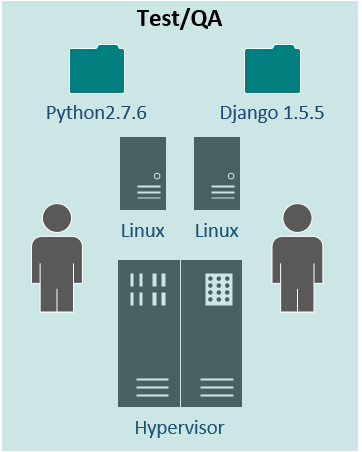 Test/QA
Python2.7.6
Django 1.5.5
Linux
Linux
Hypervisor